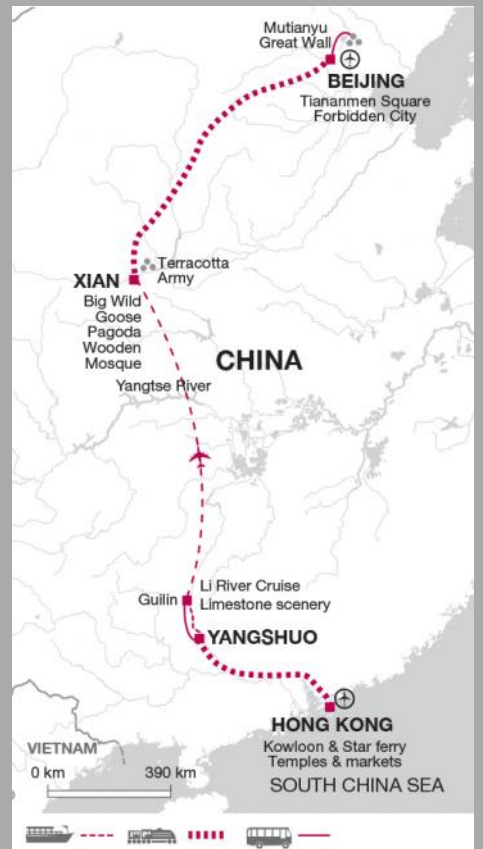 Mutianyu
Great Wall
BEIJING
Tiananmen Square
Forbidden City
Terracotta
Army
XIAN
Big Wild
Goose
Pagoda
Wooden
Mosque
CHINA
Yangtse River
Li River Cruise
Guilin
Limestone scenery
YANGSHUO
HONG KONG
Kowloon & Star ferry
Temples & markets
VIETNAM
0 km 390 km
SOUTH CHINA SEA